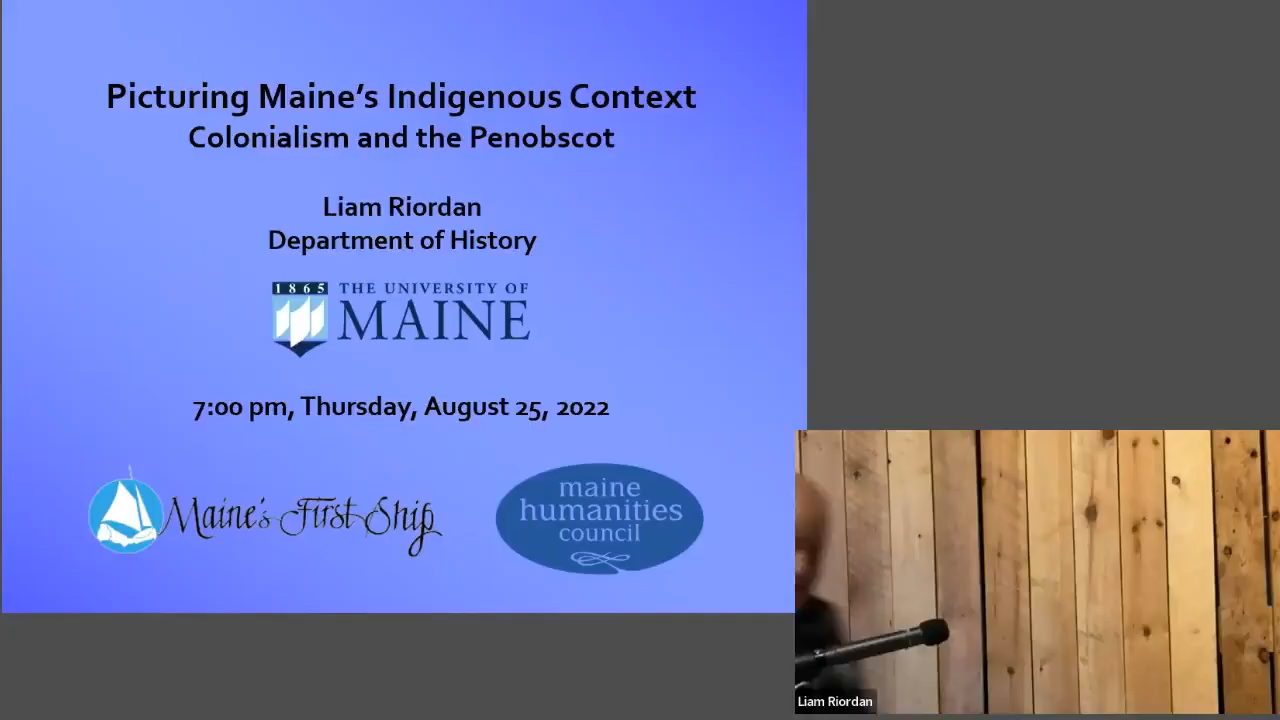 Picturing Maine's Indigenous Context
Colonialism and the Penobscot
Liam Riordan
Department of History
1865
THE UNIVERSITY OF
MAINE
7:00 pm, Thursday, August 25, 2022
Maine's First Ship
maine
humanities
council
Liam Riordan